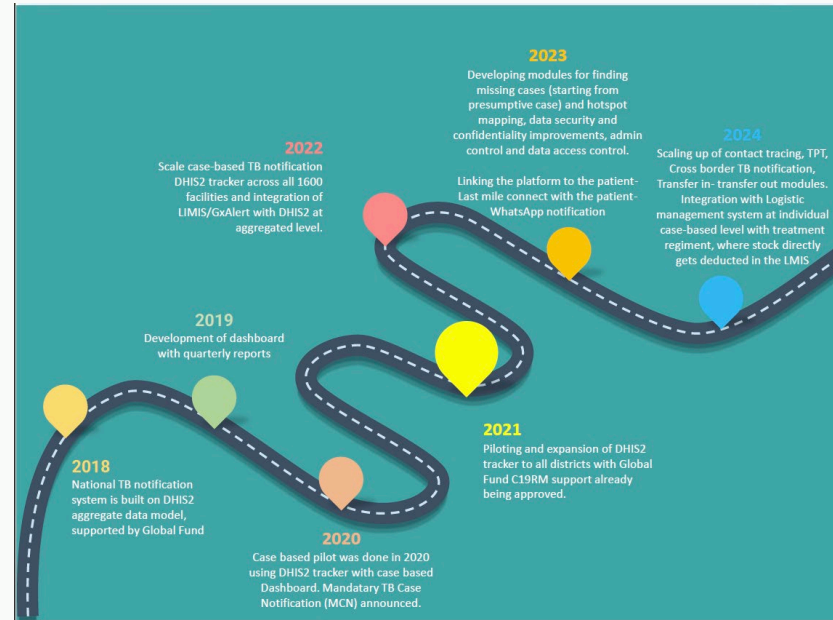 2018
National TB notification
system is built on DHIS2
aggregate data model,
supported by Global Fund
2019
Development of dashboard
with quarterly reports
2020
Case based pilot was done in 2020
using DHIS2 tracker with case based
Dashboard. Mandatary TB Case
Notification (MCN) announced.
2021
Piloting and expansion of DHIS2
tracker to all districts with Global
Fund C19RM support already
being approved.
2022
Scale case-based TB notification
DHIS2 tracker across all 1600
facilities and integration of
LIMIS/GxAlert with DHIS2 at
aggregated level.
2023
Developing modules for finding
missing cases (starting from
presumptive case) and hotspot
mapping, data security and
confidentiality improvements, admin
control and data access control.
Linking the platform to the patient-
Last mile connect with the patient-
WhatsApp notification
2024
Scaling up of contact tracing, TPT,
Cross border TB notification,
Transfer in- transfer out modules.
Integration with Logistic
management system at individual
case-based level with treatment
regiment, where stock directly
gets deducted in the LMIS